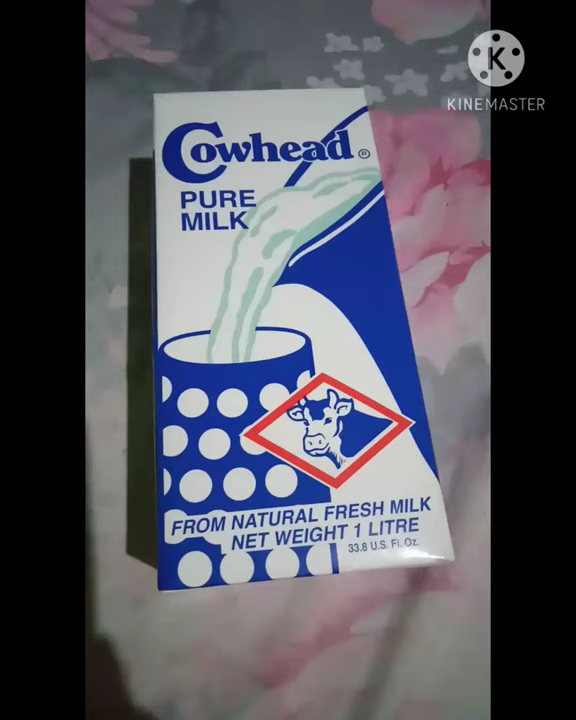 K
KINEMASTER
Cowhead ®
PURE
MILK
FROM NATURAL FRESH MILK
NET WEIGHT 1 LITRE
33.8 U.S. Fl. Oz.